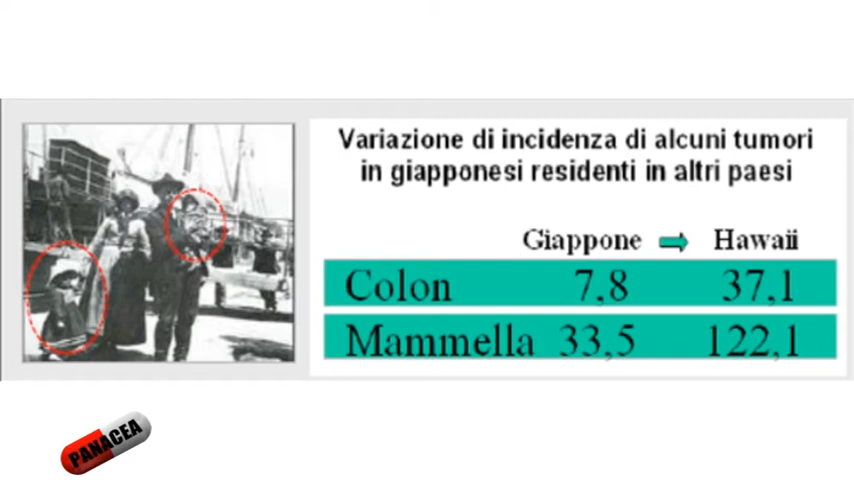 Variazione di incidenza di alcuni tumori
in giapponesi residenti in altri paesi
Giappone Hawaii
Colon 7,8 37,1
Mammella 33,5 122,1
PANACEA